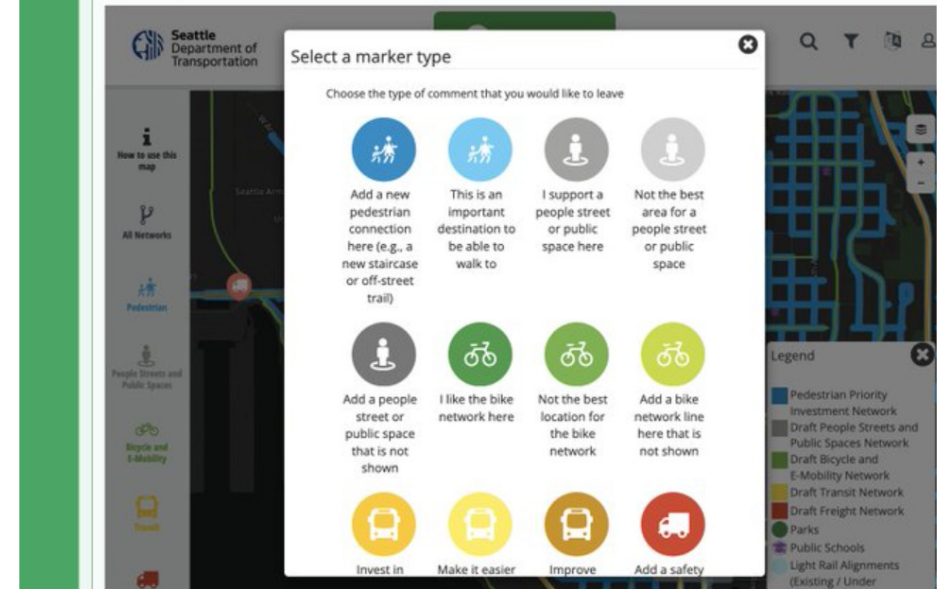 Seattle
Department of
Transportation
Select a marker type
Choose the type of comment that you would like to leave
How to use this
map
All Networks
Pedestrian
People Streets and
Public Spaces
Bicycle and
E-Mobility
Transit
Seattle Arm
Add a new
pedestrian
connection
here (e.g., a
new staircase
or off-street
trail)
This is an
important
destination to
be able to
walk to
I support a
people street
or public
space here
Not the best
area for a
people street
or public
space
Add a people
street or
public space
that is not
shown
I like the bike
network here
Not the best
location for
the bike
network
Add a bike
network line
here that is
not shown
Invest in
Make it easier
Improve
Add a safety
Legend
Pedestrian Priority
Investment Network
Draft People Streets and
Public Spaces Network
Draft Bicycle and
E-Mobility Network
Draft Transit Network
Draft Freight Network
Parks
Public Schools
Light Rail Alignments
(Existing / Under